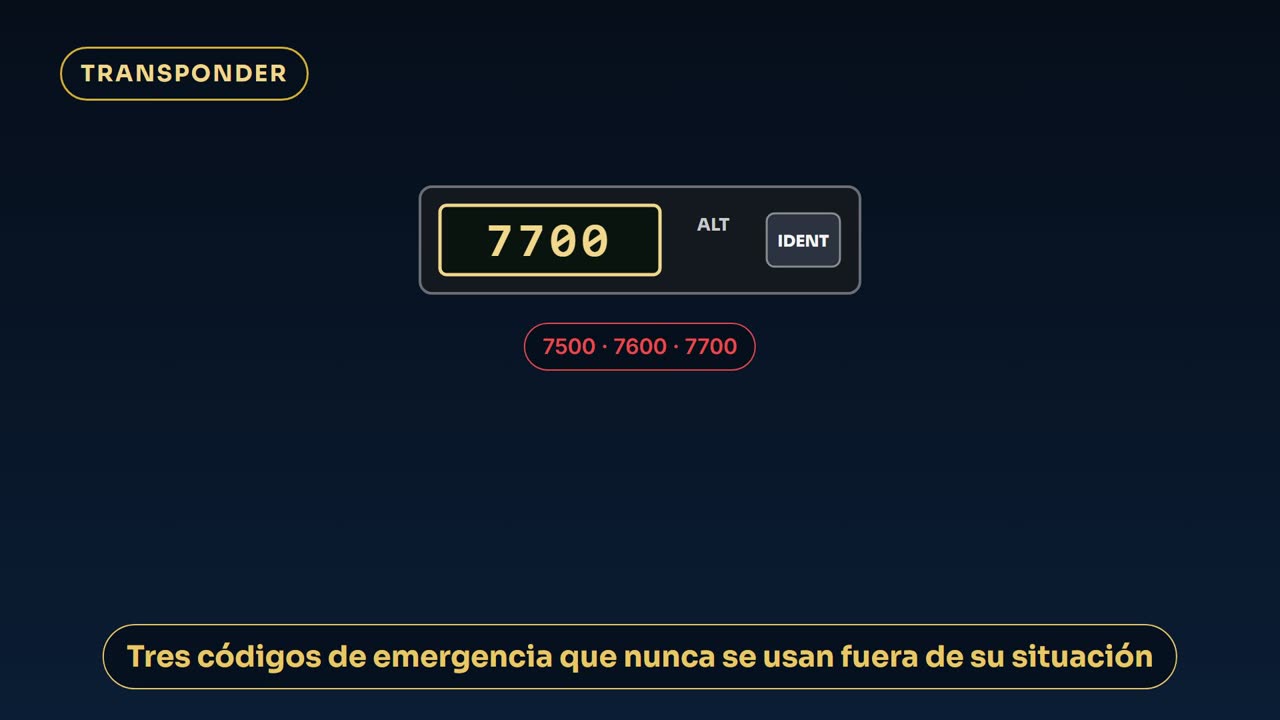 TRANSPONDER
7700
ALT
IDENT
7500 · 7600 · 7700
Tres códigos de emergencia que nunca se usan fuera de su situación